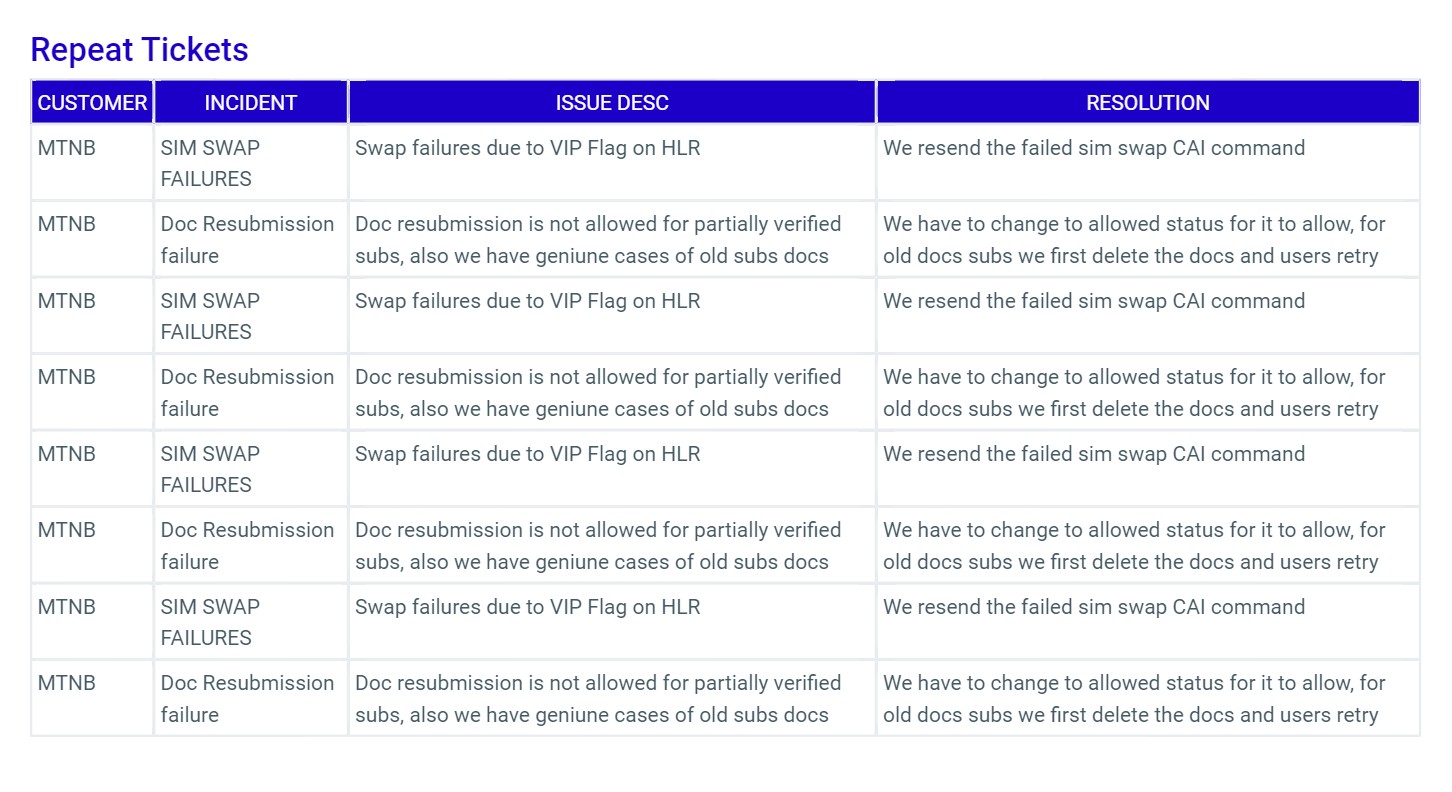 Repeat Tickets
CUSTOMER INCIDENT ISSUE DESC RESOLUTION
MTNB SIM SWAP Swap failures due to VIP Flag on HLR We resend the failed sim swap CAI command
FAILURES
MTNB Doc Resubmission Doc resubmission is not allowed for partially verified We have to change to allowed status for it to allow, for
failure subs, also we have geniune cases of old subs docs old docs subs we first delete the docs and users retry
MTNB SIM SWAP Swap failures due to VIP Flag on HLR We resend the failed sim swap CAI command
FAILURES
MTNB Doc Resubmission Doc resubmission is not allowed for partially verified We have to change to allowed status for it to allow, for
failure subs, also we have geniune cases of old subs docs old docs subs we first delete the docs and users retry
MTNB SIM SWAP Swap failures due to VIP Flag on HLR We resend the failed sim swap CAI command
FAILURES
MTNB Doc Resubmission Doc resubmission is not allowed for partially verified We have to change to allowed status for it to allow, for
failure subs, also we have geniune cases of old subs docs old docs subs we first delete the docs and users retry
MTNB SIM SWAP Swap failures due to VIP Flag on HLR We resend the failed sim swap CAI command
FAILURES
MTNB Doc Resubmission Doc resubmission is not allowed for partially verified We have to change to allowed status for it to allow, for
failure subs, also we have geniune cases of old subs docs old docs subs we first delete the docs and users retry